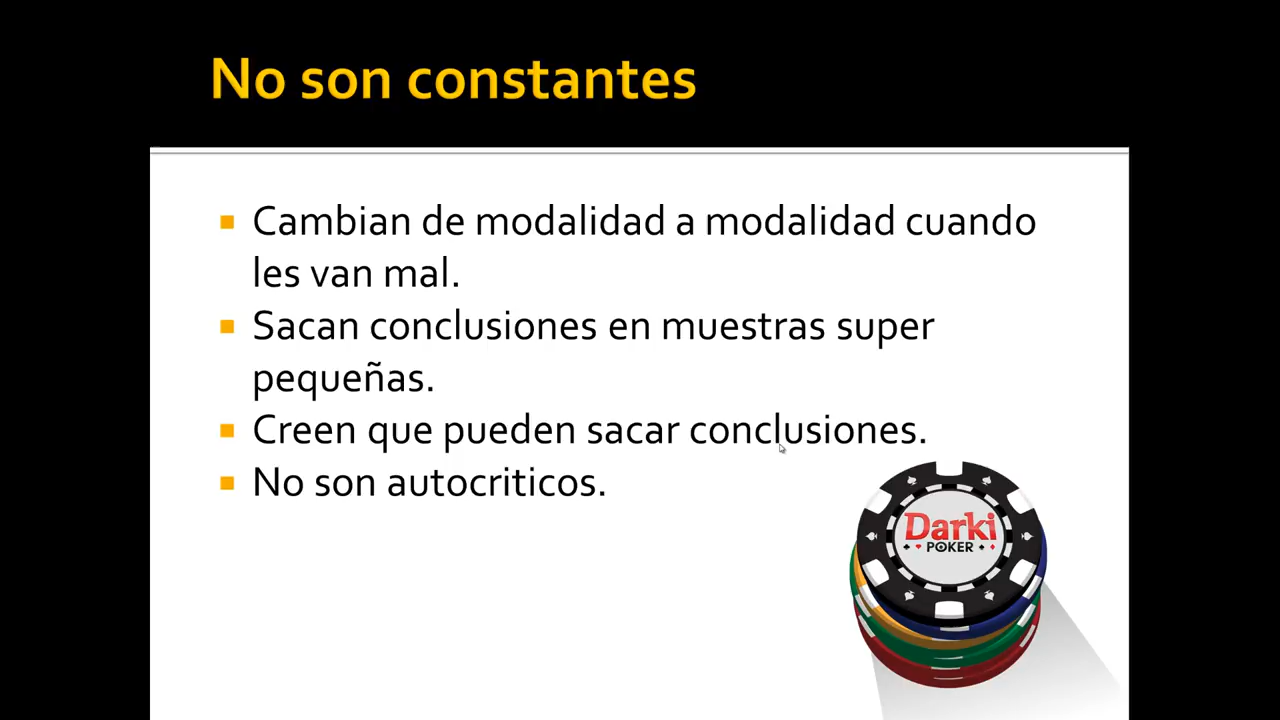 No son constantes
Cambian de modalidad a modalidad cuando
les van mal.
Sacan conclusiones en muestras super
pequeñas.
Creen que pueden sacar conclusiones.
No son autocriticos.
Darki
POKER